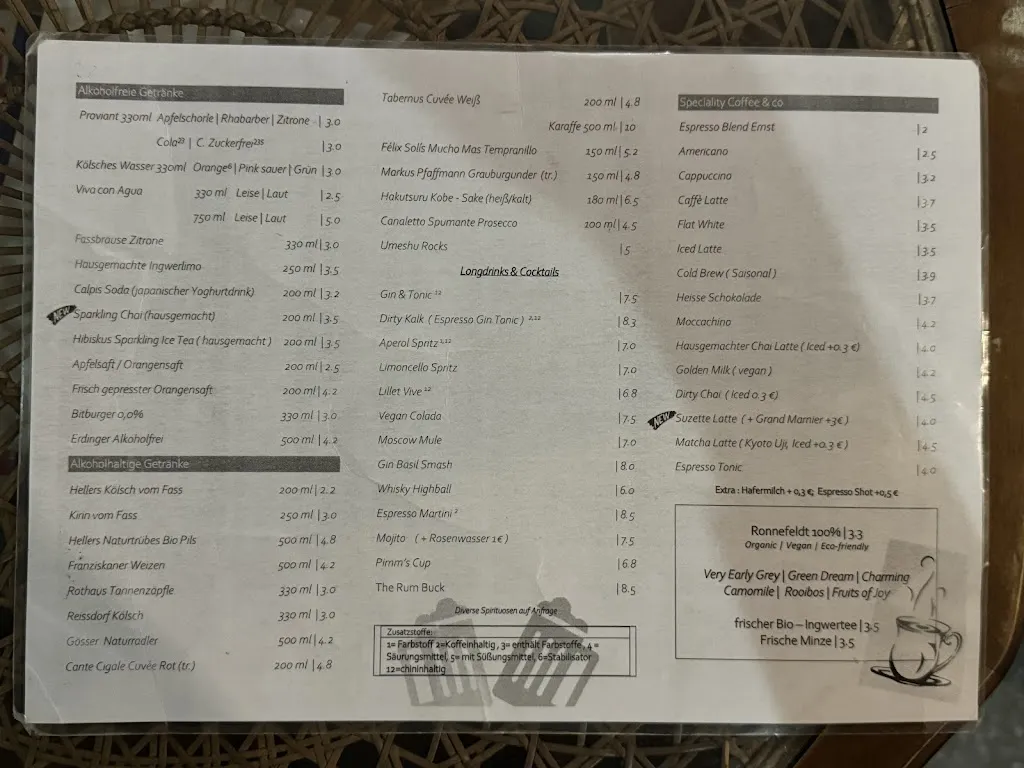 Alkoholfreie Getränke
Proviant 330ml Apfelschorle | Rhabarber | Zitrone | 3.0
Cola²³ | C. Zuckerfrei²³⁵ | 3.0
Kölsches Wasser 330ml Orange⁶ | Pink sauer | Grün | 3.0
Viva con Agua 330 ml Leise | Laut | 2.5
750 ml Leise | Laut | 5.0
Fassbrause Zitrone 330 ml | 3.0
Hausgemachte Ingwerlimo 250 ml | 3.5
Calpis Soda (japanischer Yoghurtdrink) 200 ml | 3.2
NEW Sparkling Chai (hausgemacht) 200 ml | 3.5
Hibiskus Sparkling Ice Tea ( hausgemacht ) 200 ml | 3.5
Apfelsaft / Orangensaft 200 ml | 2.5
Frisch gepresster Orangensaft 200 ml | 4.2
Bitburger 0,0% 330 ml | 3.0
Erdinger Alkoholfrei 500 ml | 4.2
Alkoholhaltige Getränke
Hellers Kölsch vom Fass 200 ml | 2.2
Kirin vom Fass 250 ml | 3.0
Hellers Naturtrübes Bio Pils 500 ml | 4.8
Franziskaner Weizen 500 ml | 4.2
Rothaus Tannenzäpfle 330 ml | 3.0
Reissdorf Kölsch 330 ml | 3.0
Gösser Naturradler 500 ml | 4.2
Cante Cigale Cuvée Rot (tr.) 200 ml | 4.8
Tabernus Cuvée Weiß 200 ml | 4.8
Karaffe 500 ml | 10
Félix Solís Mucho Mas Tempranillo 150 ml | 5.2
Markus Pfaffmann Grauburgunder (tr.) 150 ml | 4.8
Hakutsuru Kobe - Sake (heiß/kalt) 180 ml | 6.5
Canaletto Spumante Prosecco 100 ml | 4.5
Umeshu Rocks | 5
Longdrinks & Cocktails
Gin & Tonic ¹² | 7.5
Dirty Kalk ( Espresso Gin Tonic ) ²,¹² | 8.3
Aperol Spritz ¹,¹² | 7.0
Limoncello Spritz | 7.0
Lillet Vive ¹² | 6.8
Vegan Colada | 7.5
Moscow Mule | 7.0
Gin Basil Smash | 8.0
Whisky Highball | 6.0
Espresso Martini ² | 8.5
Mojito ( + Rosenwasser 1€ ) | 7.5
Pimm's Cup | 6.8
The Rum Buck | 8.5
Diverse Spirituosen auf Anfrage
Zusatzstoffe:
1= Farbstoff 2=Koffeinhaltig , 3= enthält Farbstoffe , 4 =
Säurungsmittel, 5= mit Süßungsmittel, 6=Stabilisator
12=chininhaltig
Speciality Coffee & co
Espresso Blend Ernst | 2
Americano | 2.5
Cappuccino | 3.2
Caffè Latte | 3.7
Flat White | 3.5
Iced Latte | 3.5
Cold Brew ( Saisonal ) | 3.9
Heisse Schokolade | 3.7
Moccachino | 4.2
Hausgemachter Chai Latte ( Iced +0.3 €) | 4.0
Golden Milk ( vegan ) | 4.2
Dirty Chai ( Iced 0.3 €) | 4.5
NEW Suzette Latte ( + Grand Marnier +3€ ) | 4.0
Matcha Latte ( Kyoto Uji, Iced +0.3 € ) | 4.5
Espresso Tonic | 4.0
Extra : Hafermilch + 0,3 €; Espresso Shot +0,5 €
Ronnefeldt 100% | 3.3
Organic | Vegan | Eco-friendly
Very Early Grey | Green Dream | Charming
Camomile | Rooibos | Fruits of Joy
frischer Bio – Ingwertee | 3.5
Frische Minze | 3.5